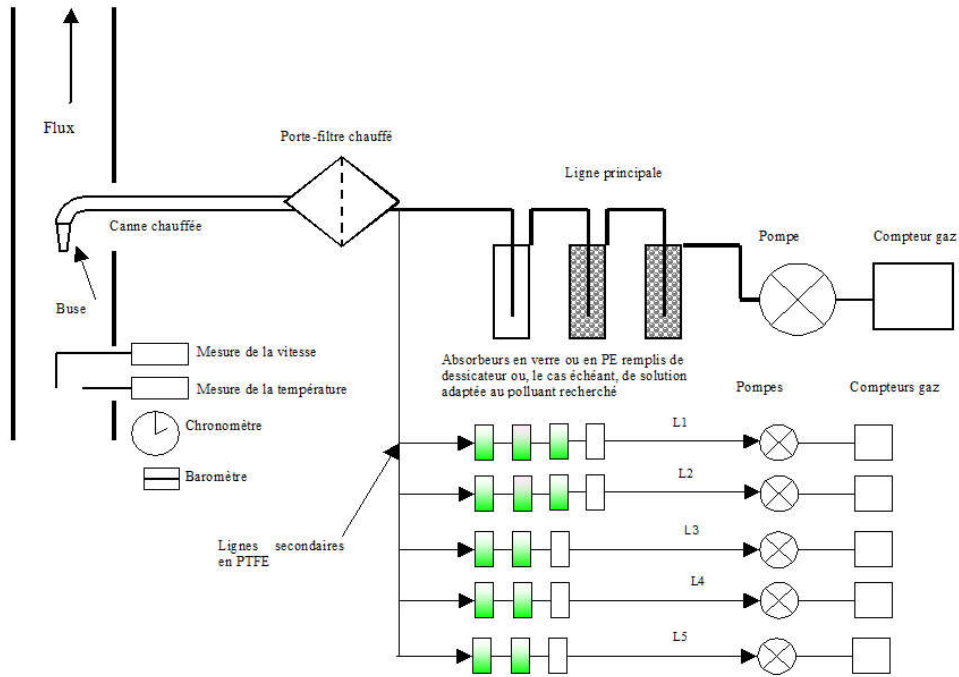 Flux
Porte-filtre chauffé
Ligne principale
Canne chauffée
Pompe
Compteur gaz
Buse
Mesure de la vitesse
Mesure de la température
Absorbeurs en verre ou en PE remplis de
dessicateur ou, le cas échéant, de solution
adaptée au polluant recherché
Pompes
Compteurs gaz
Chronomètre
L1
Baromètre
L2
Lignes secondaires
en PTFE
L3
L4
L5